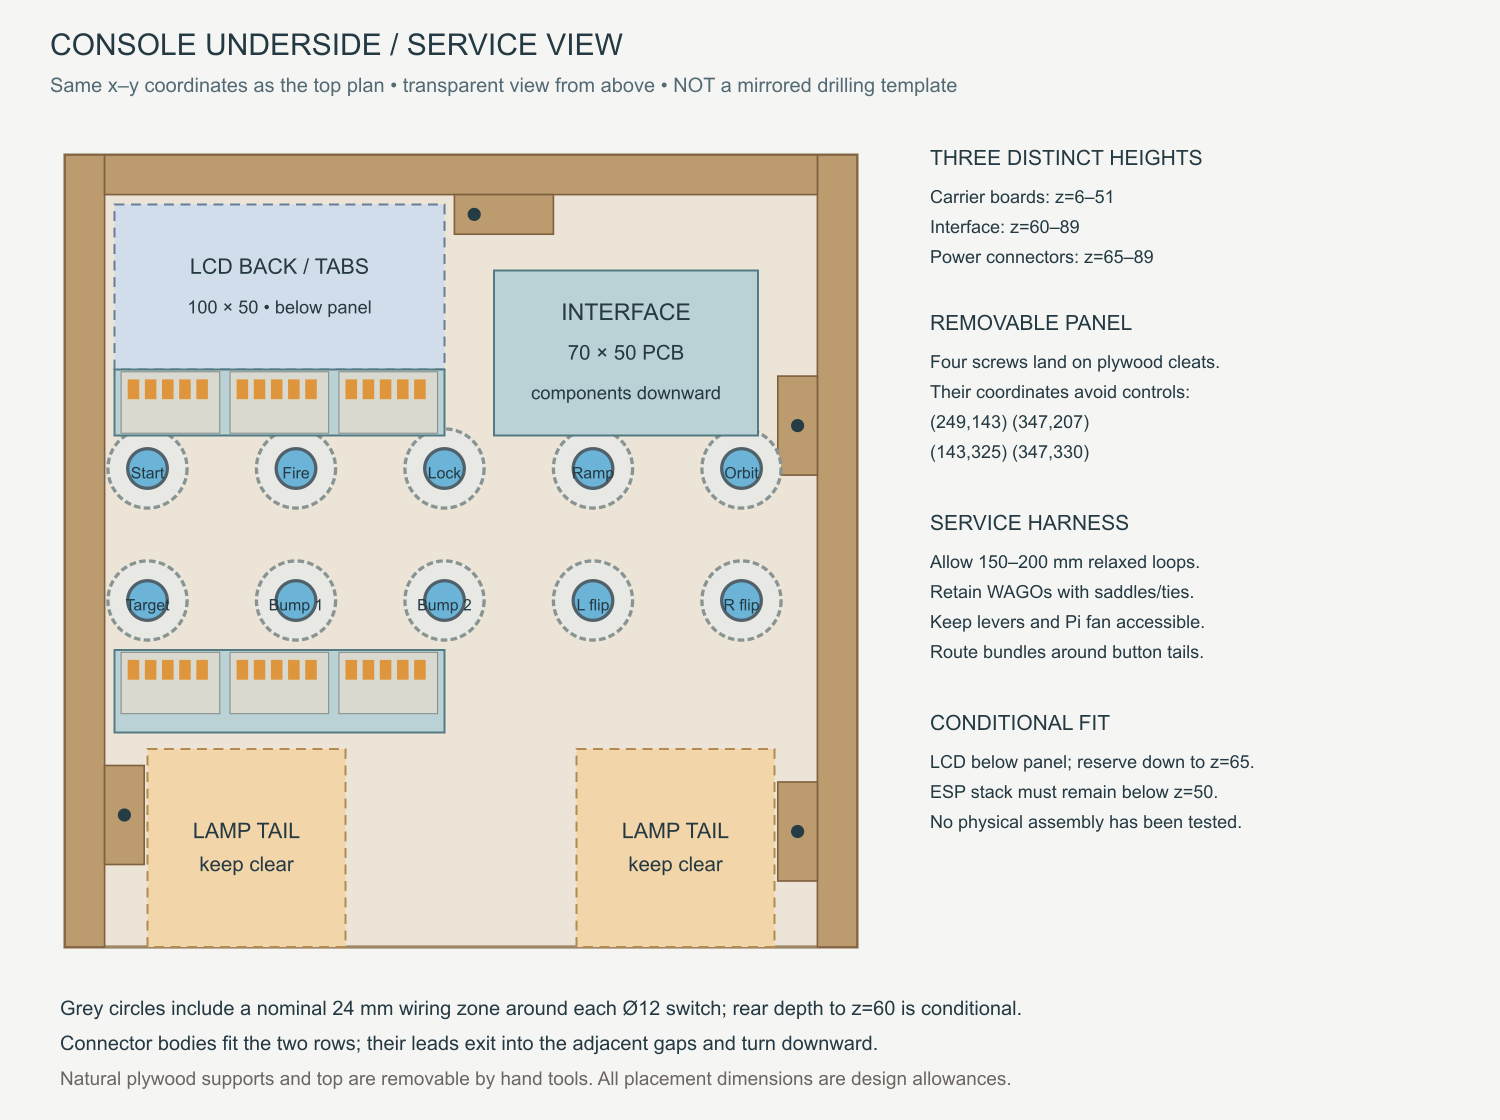 CONSOLE UNDERSIDE / SERVICE VIEW
Same x–y coordinates as the top plan • transparent view from above • NOT a mirrored drilling template
LCD BACK / TABS
100 × 50 • below panel
INTERFACE
70 × 50 PCB
components downward
Start
Fire
Lock
Ramp
Orbit
Target
Bump 1
Bump 2
L flip
R flip
LAMP TAIL
keep clear
LAMP TAIL
keep clear
THREE DISTINCT HEIGHTS
Carrier boards: z=6–51
Interface: z=60–89
Power connectors: z=65–89
REMOVABLE PANEL
Four screws land on plywood cleats.
Their coordinates avoid controls:
(249,143) (347,207)
(143,325) (347,330)
SERVICE HARNESS
Allow 150–200 mm relaxed loops.
Retain WAGOs with saddles/ties.
Keep levers and Pi fan accessible.
Route bundles around button tails.
CONDITIONAL FIT
LCD below panel; reserve down to z=65.
ESP stack must remain below z=50.
No physical assembly has been tested.
Grey circles include a nominal 24 mm wiring zone around each Ø12 switch; rear depth to z=60 is conditional.
Connector bodies fit the two rows; their leads exit into the adjacent gaps and turn downward.
Natural plywood supports and top are removable by hand tools. All placement dimensions are design allowances.